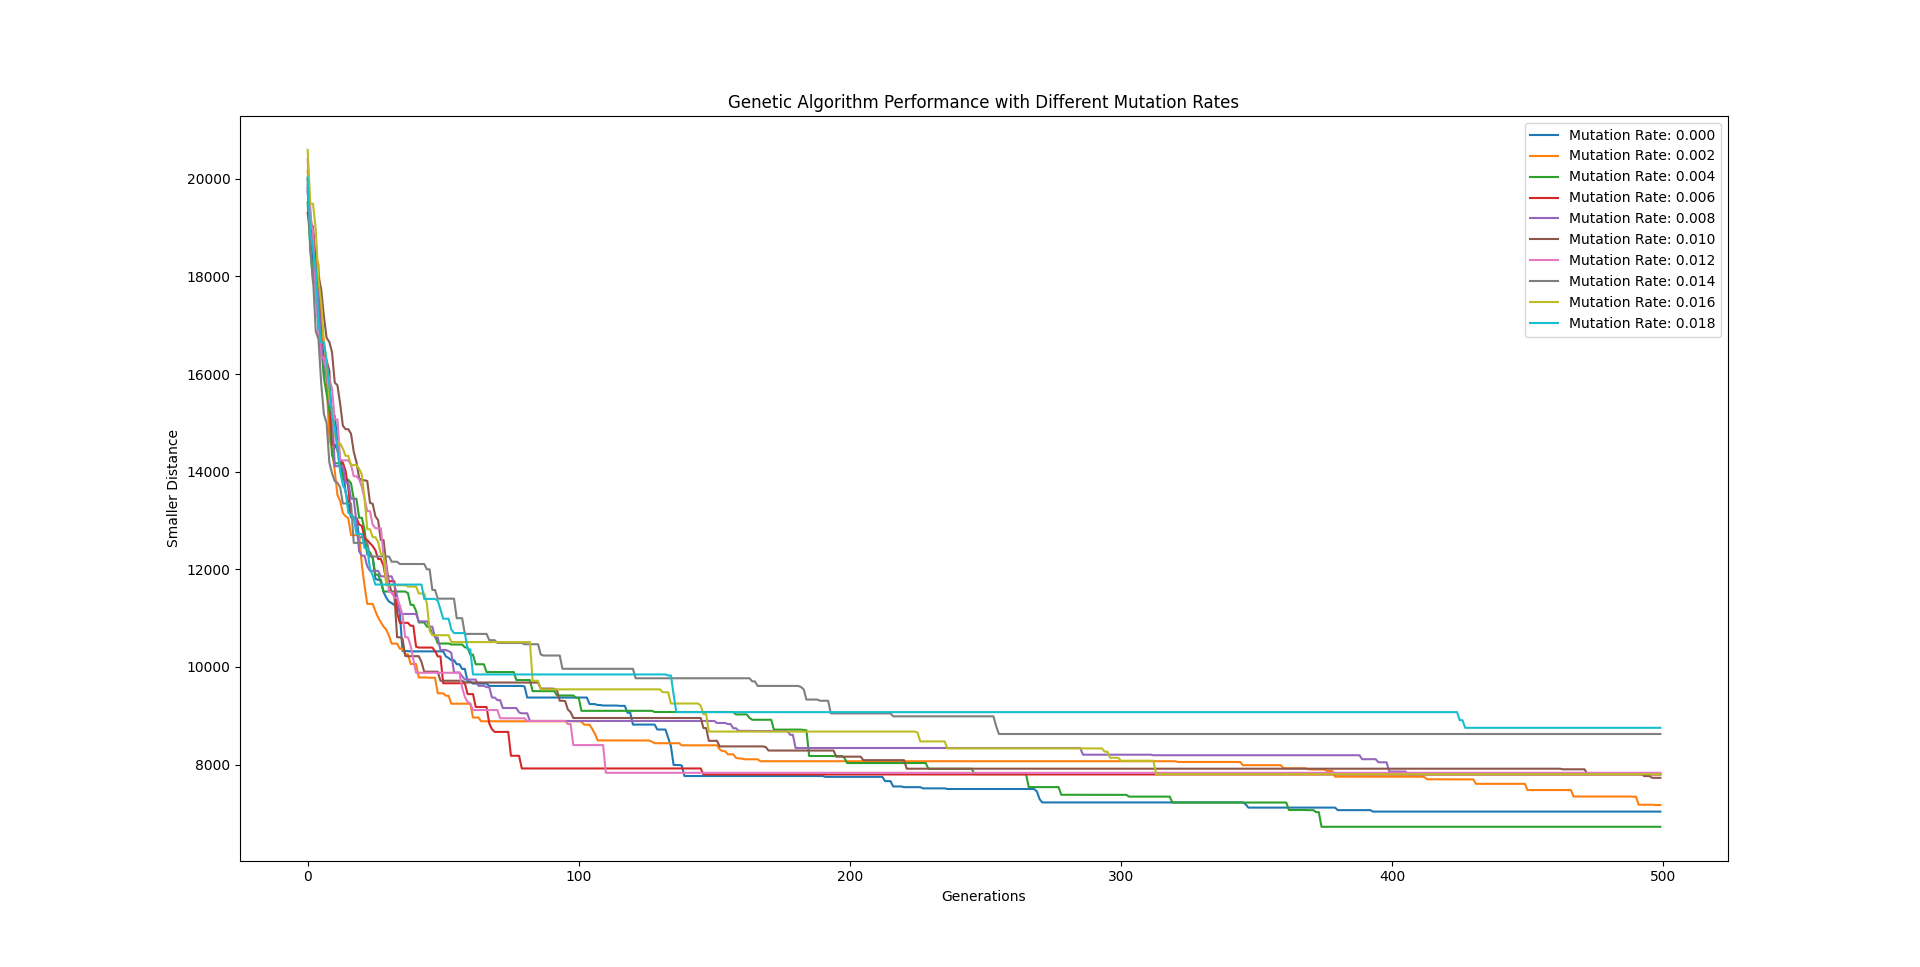 Genetic Algorithm Performance with Different Mutation Rates
Mutation Rate: 0.000
Mutation Rate: 0.002
Mutation Rate: 0.004
Mutation Rate: 0.006
Mutation Rate: 0.008
Mutation Rate: 0.010
Mutation Rate: 0.012
Mutation Rate: 0.014
Mutation Rate: 0.016
Mutation Rate: 0.018
Smaller Distance
20000
18000
16000
14000
12000
10000
8000
0 100 200 300 400 500
Generations